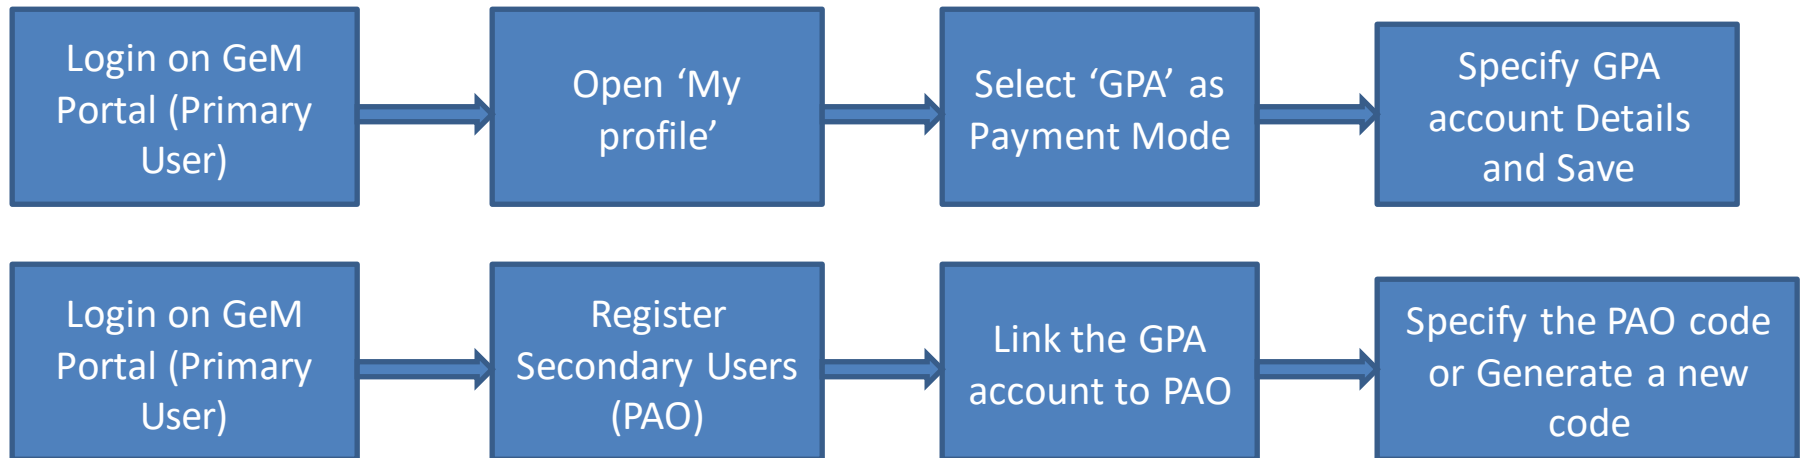 Login on GeM
Portal (Primary
User)
Open ‘My
profile’
Select ‘GPA’ as
Payment Mode
Specify GPA
account Details
and Save
Login on GeM
Portal (Primary
User)
Register
Secondary Users
(PAO)
Link the GPA
account to PAO
Specify the PAO code
or Generate a new
code